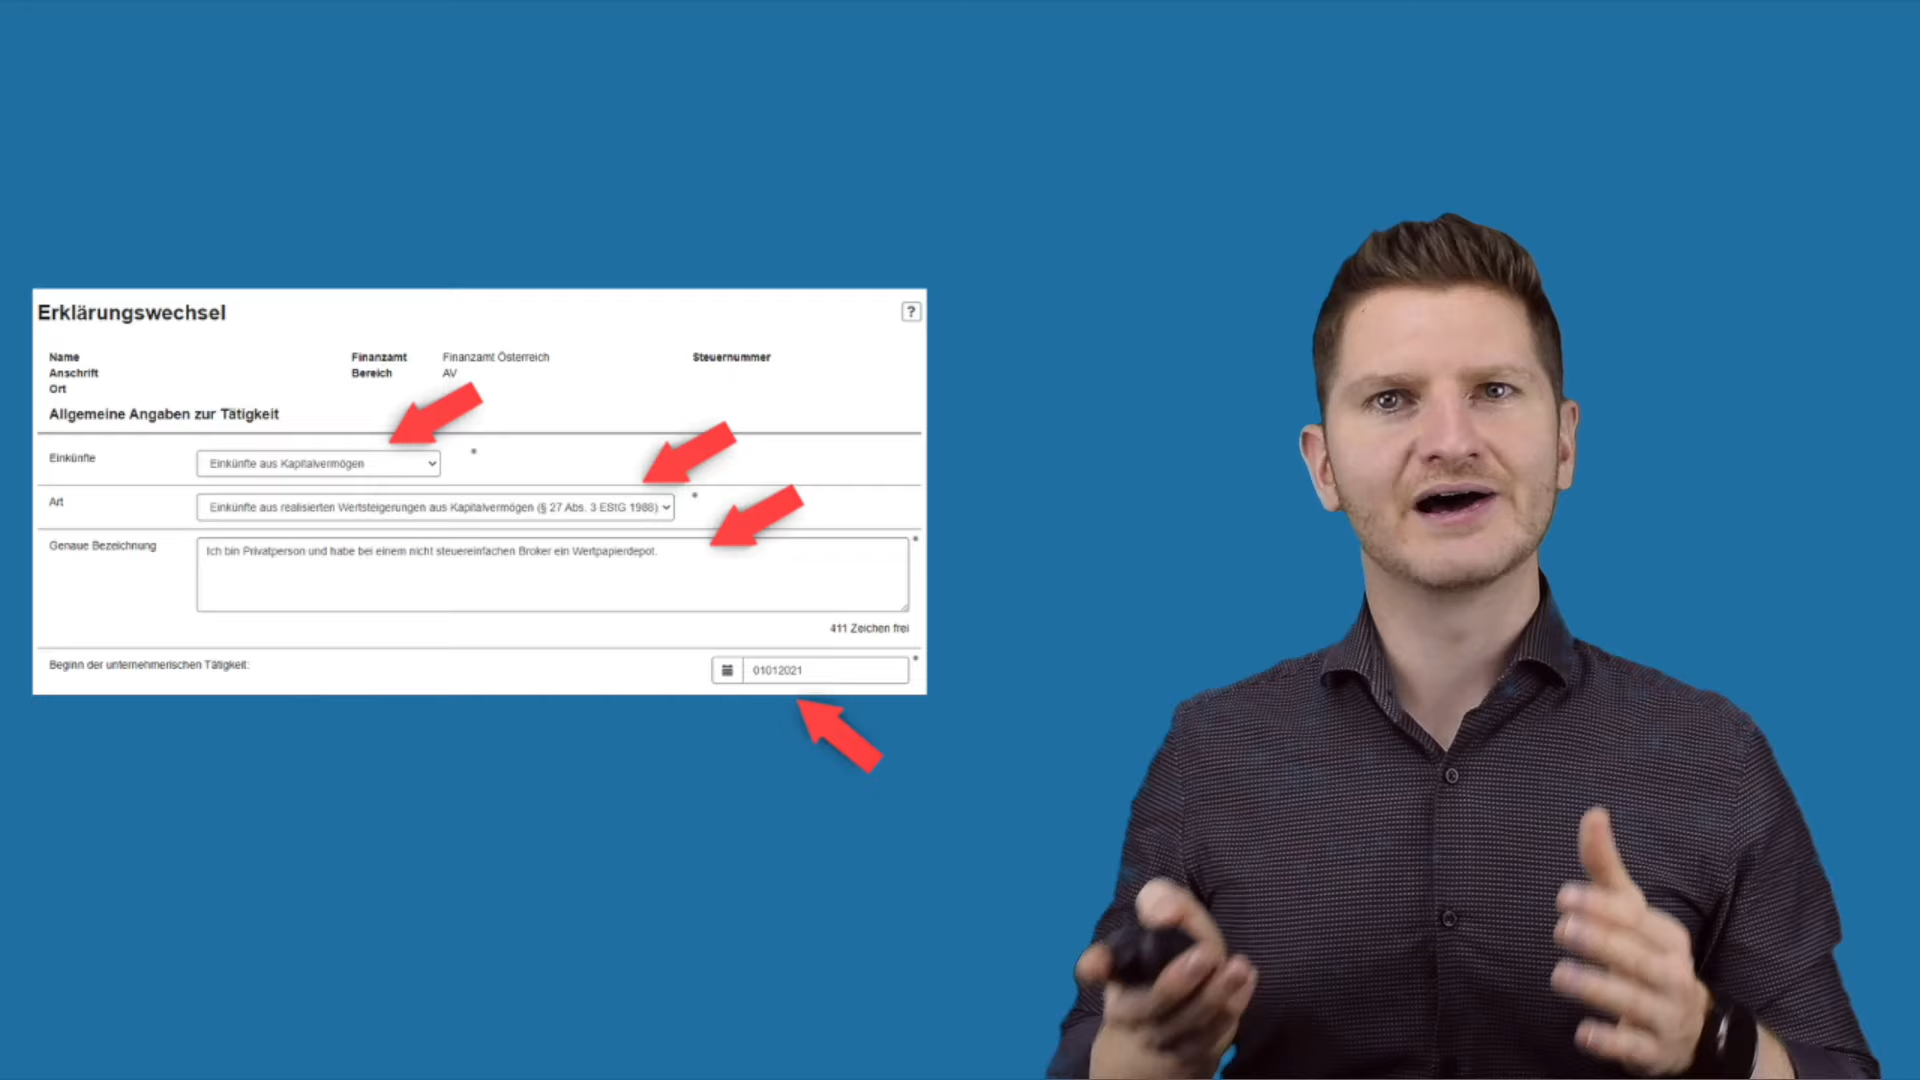 Erklärungswechsel
?
Name Finanzamt Finanzamt Österreich Steuernummer
Anschrift Bereich AV
Ort
Allgemeine Angaben zur Tätigkeit
Einkünfte Einkünfte aus Kapitalvermögen *
Art Einkünfte aus realisierten Wertsteigerungen aus Kapitalvermögen (§ 27 Abs. 3 EStG 1988) *
Genaue Bezeichnung Ich bin Privatperson und habe bei einem nicht steuereinfachen Broker ein Wertpapierdepot. *
411 Zeichen frei
Beginn der unternehmerischen Tätigkeit: 01012021 *